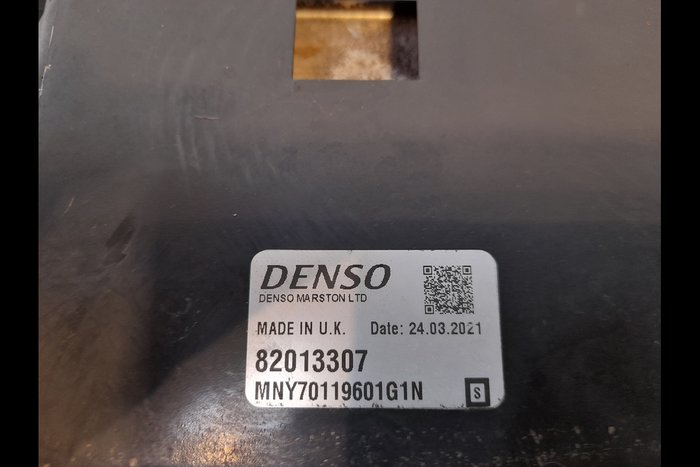 DENSO
DENSO MARSTON LTD
MADE IN U.K. Date: 24.03.2021
82013307
MNY70119601G1N
S